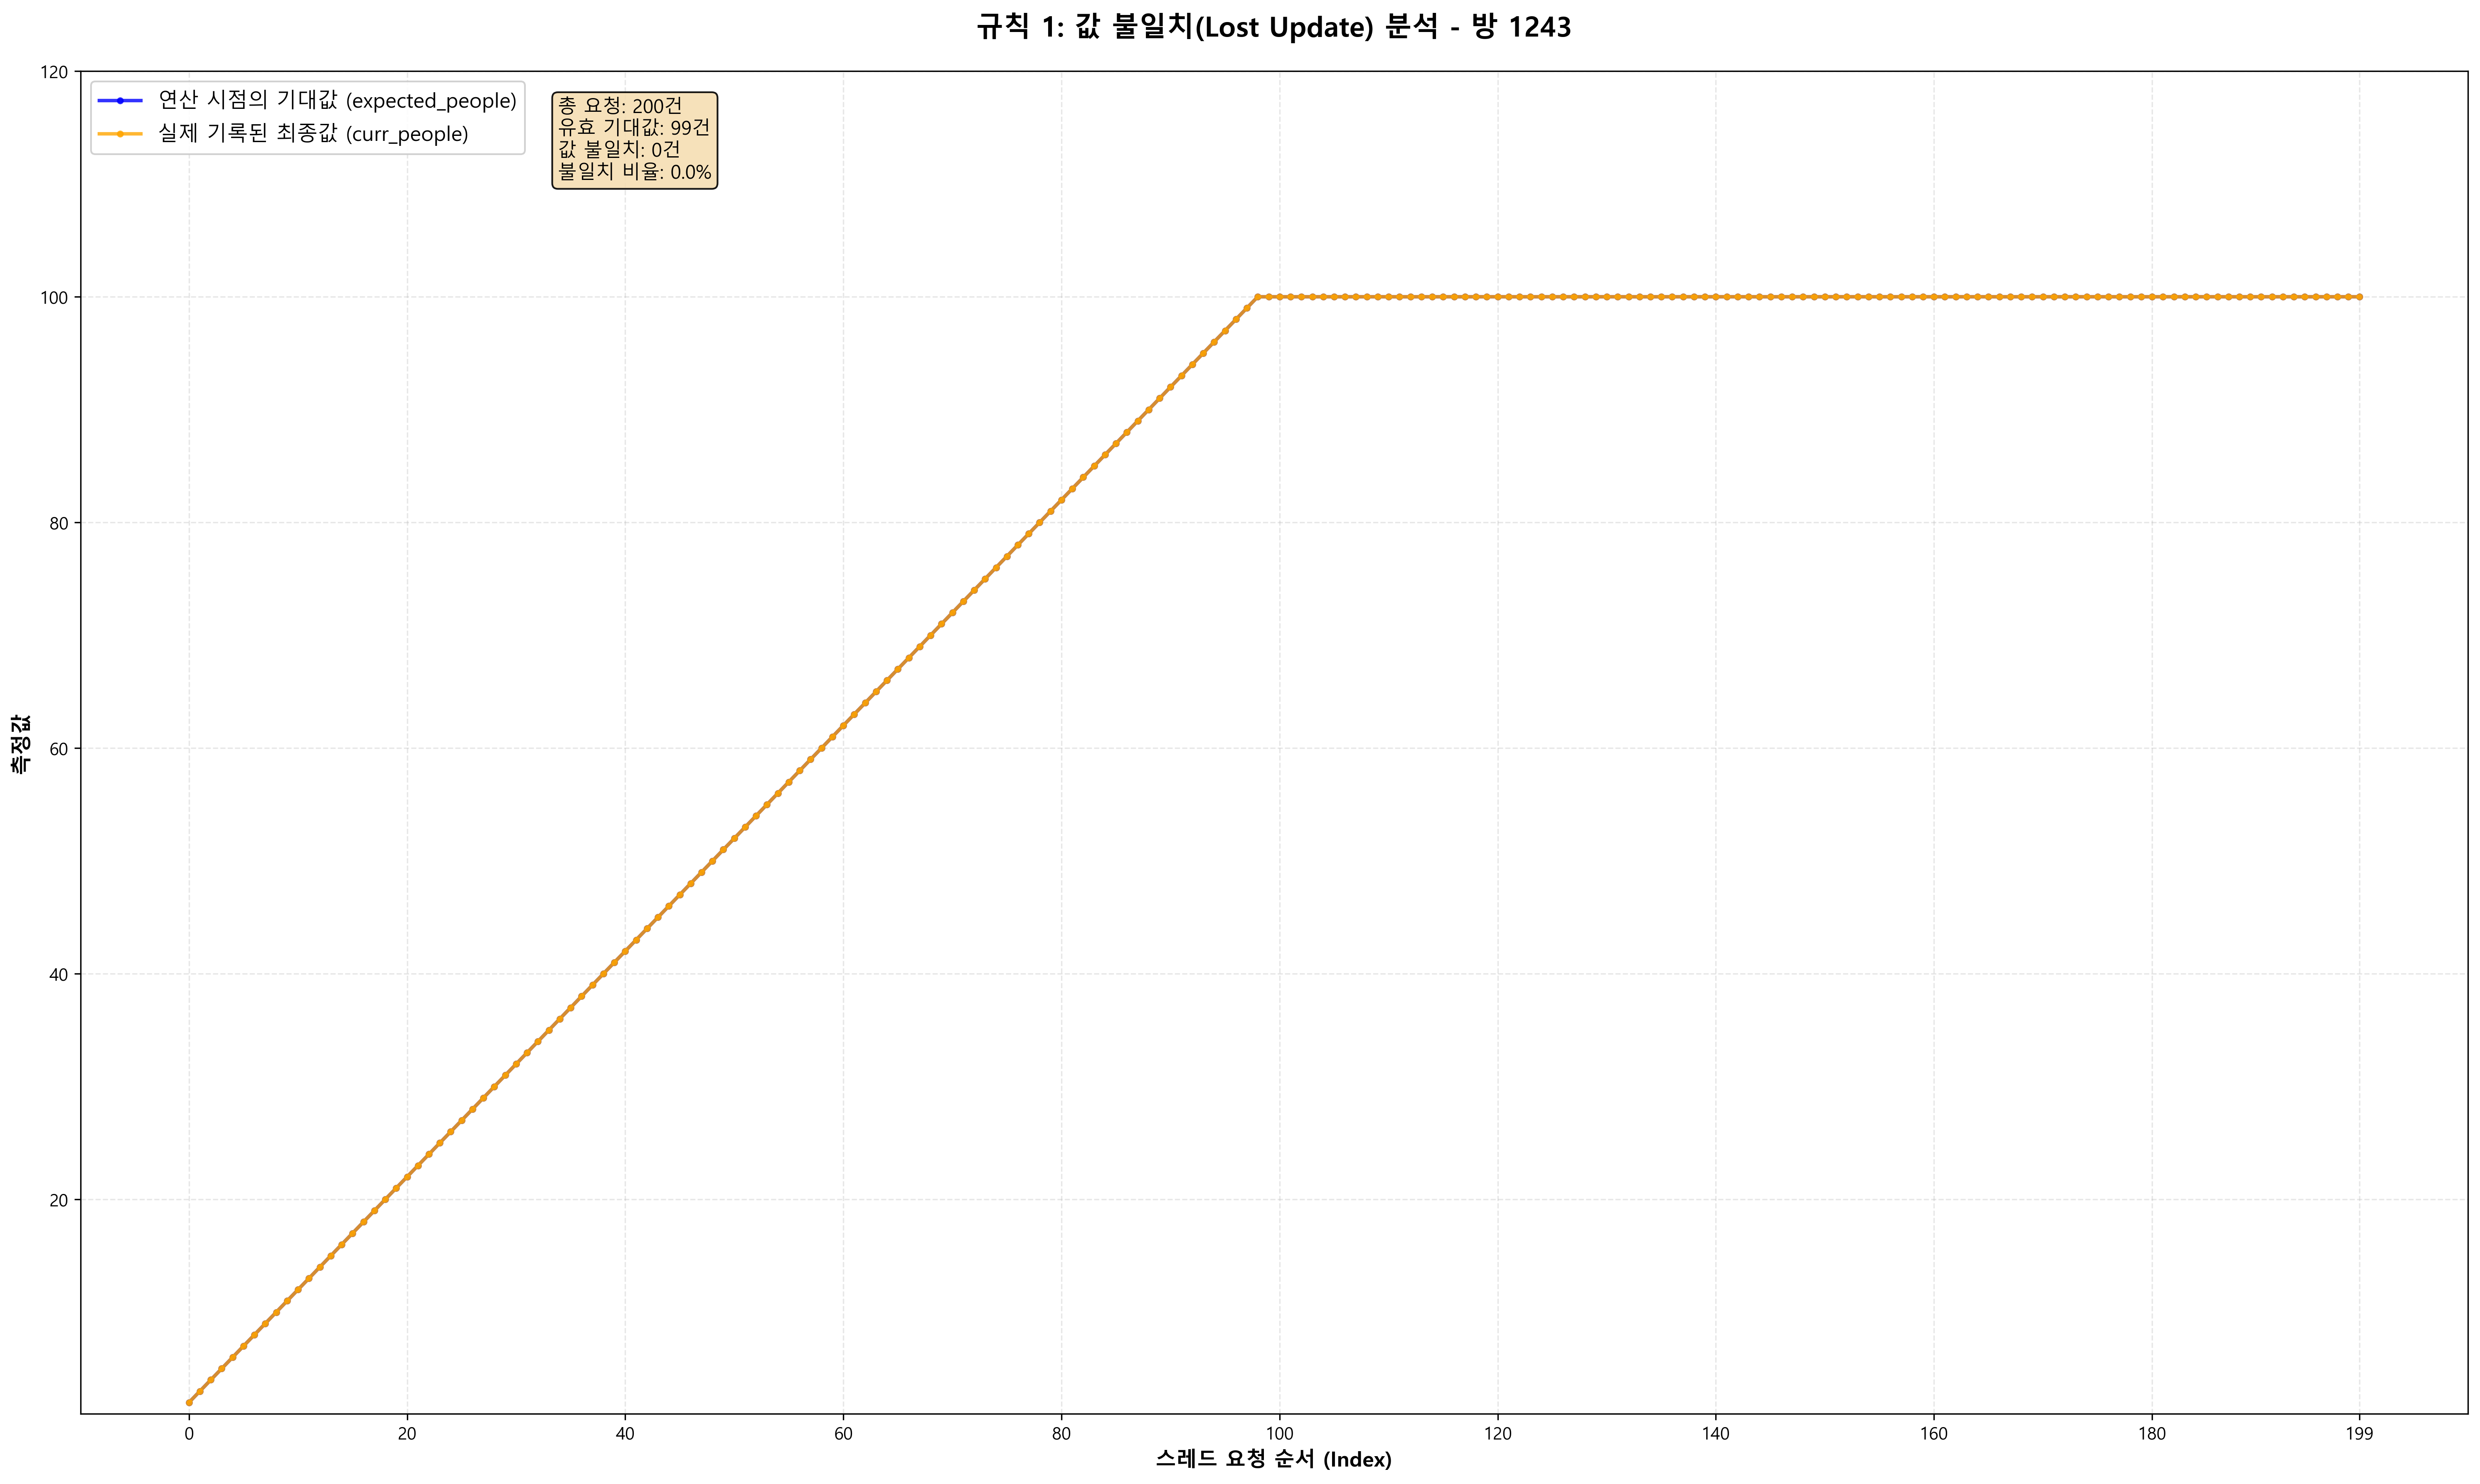 규칙 1: 값 불일치(Lost Update) 분석 - 방 1243
연산 시점의 기대값 (expected_people)
실제 기록된 최종값 (curr_people)
총 요청: 200건
유효 기대값: 99건
값 불일치: 0건
불일치 비율: 0.0%
측정값
120
100
80
60
40
20
0
20
40
60
80
100
120
140
160
180
199
스레드 요청 순서 (Index)